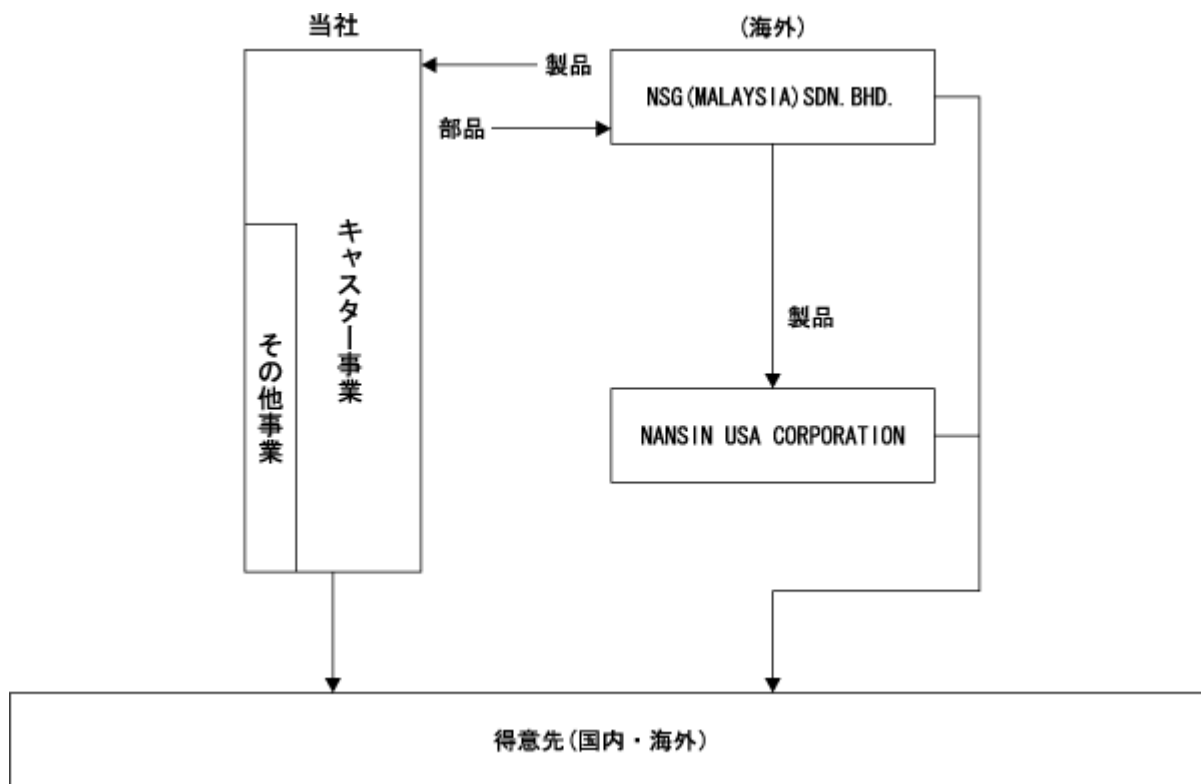 当社
(海外)
製品
NSG(MALAYSIA)SDN.BHD.
部品
キャスター事業
その他事業
製品
NANSIN USA CORPORATION
得意先(国内・海外)